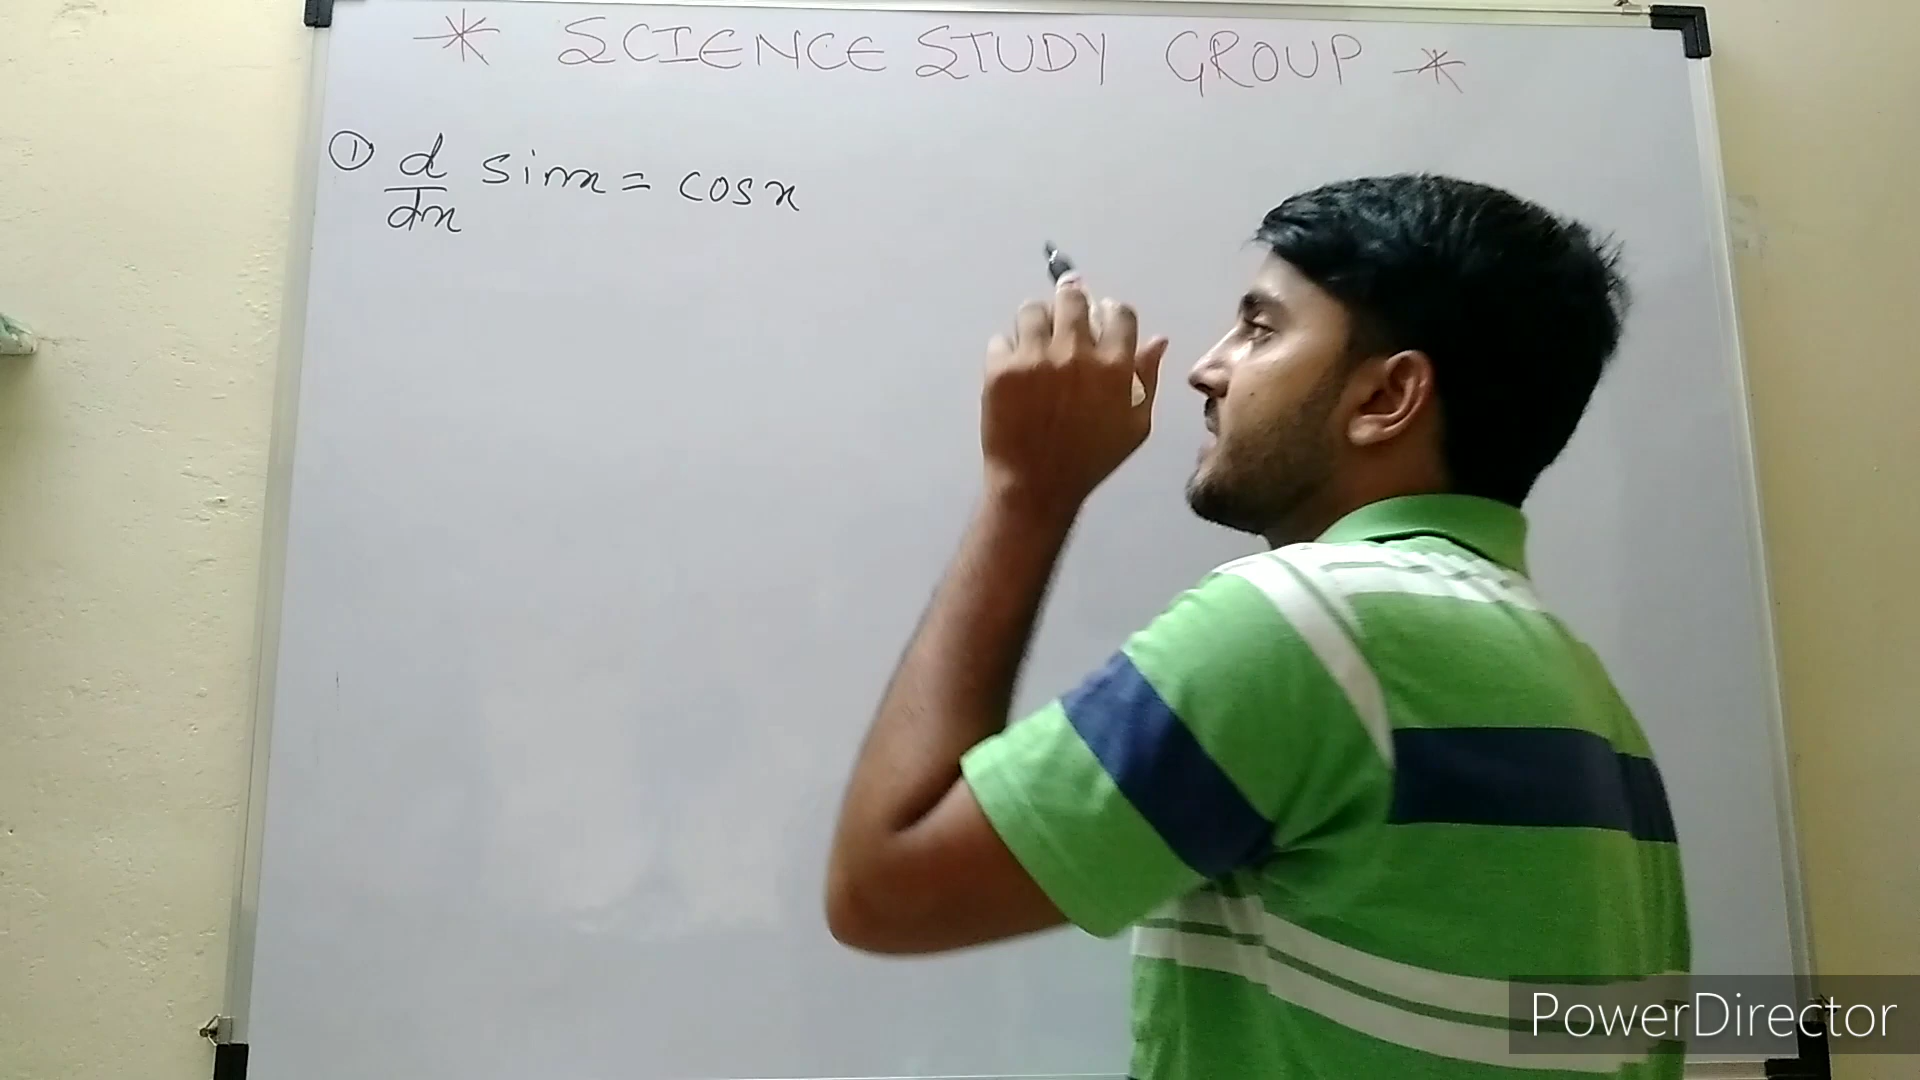 * SCIENCE STUDY GROUP *
① d/dx sinx = cosx
PowerDirector